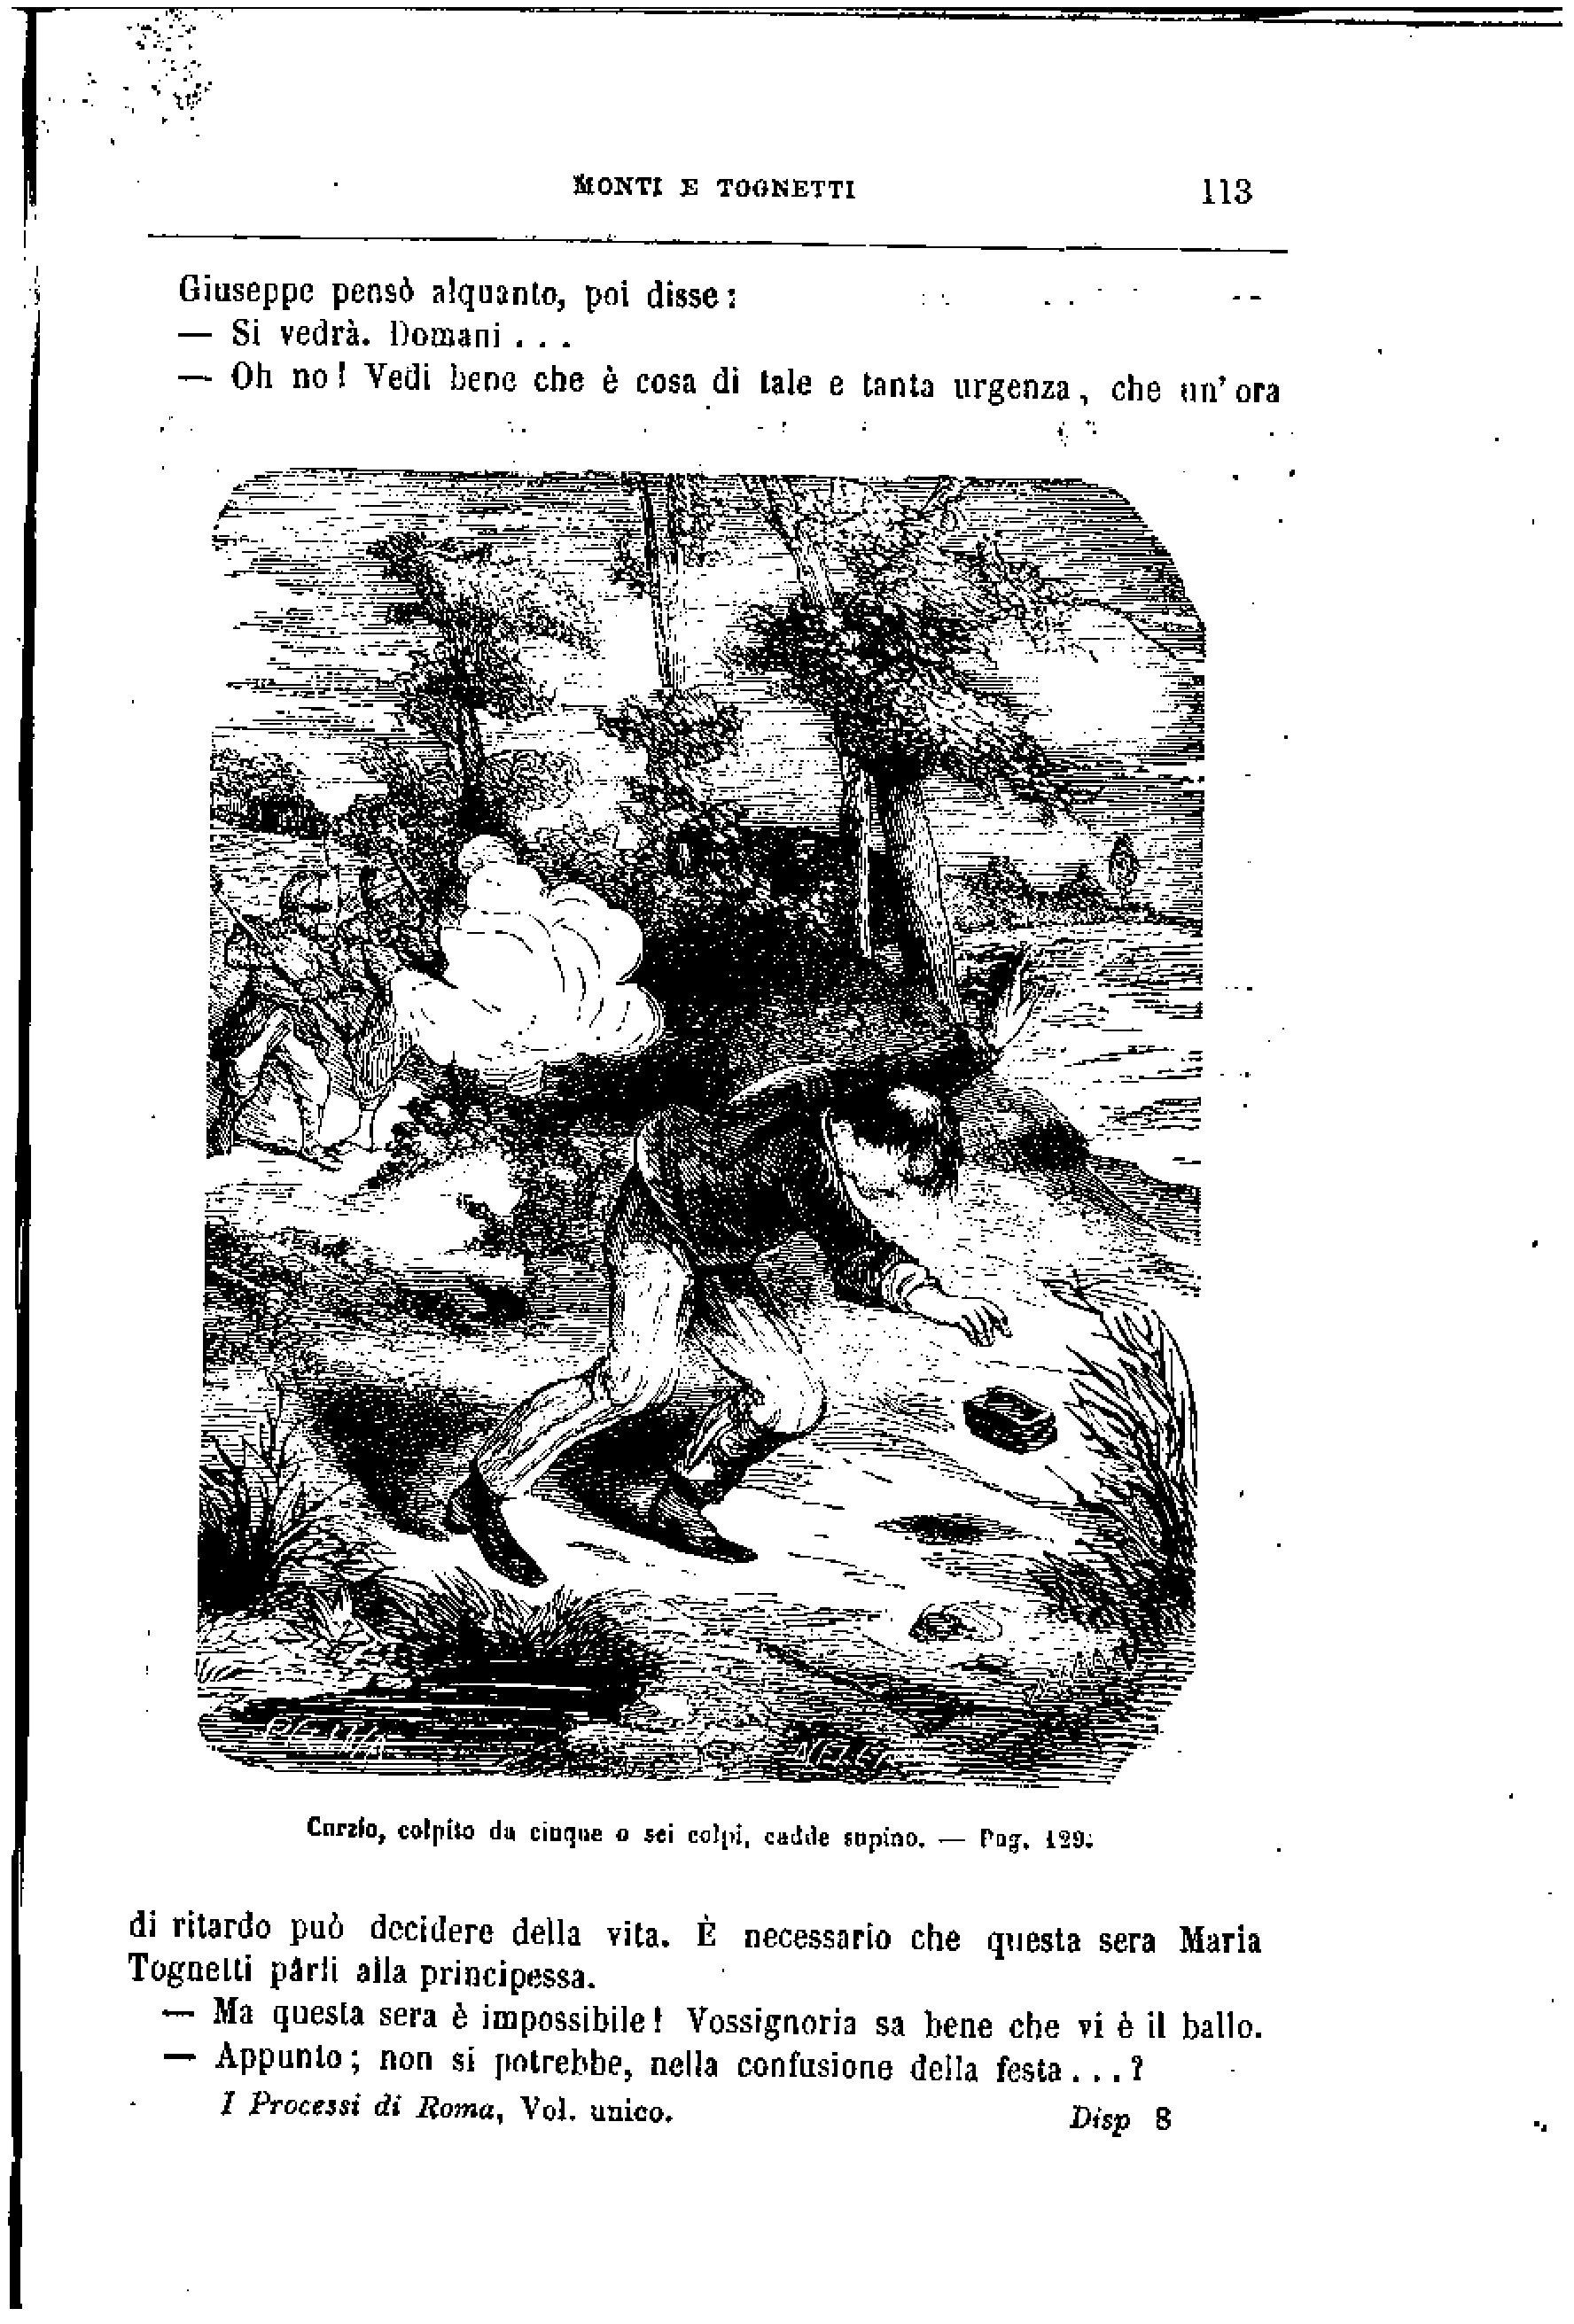 MONTI E TOGNETTI 113
Giuseppe pensò alquanto, poi disse:
— Si vedrà. Domani . . .
— Oh no! Vedi bene che è cosa di tale e tanta urgenza, che un' ora
Curzio, colpito da cinque o sei colpi, cadde supino. — Pag. 129.
di ritardo può decidere della vita. È necessario che questa sera Maria
Tognetti parli alla principessa.
— Ma questa sera è impossibile! Vossignoria sa bene che vi è il ballo.
— Appunto; non si potrebbe, nella confusione della festa . . . ?
I Processi di Roma, Vol. unico. Disp 8